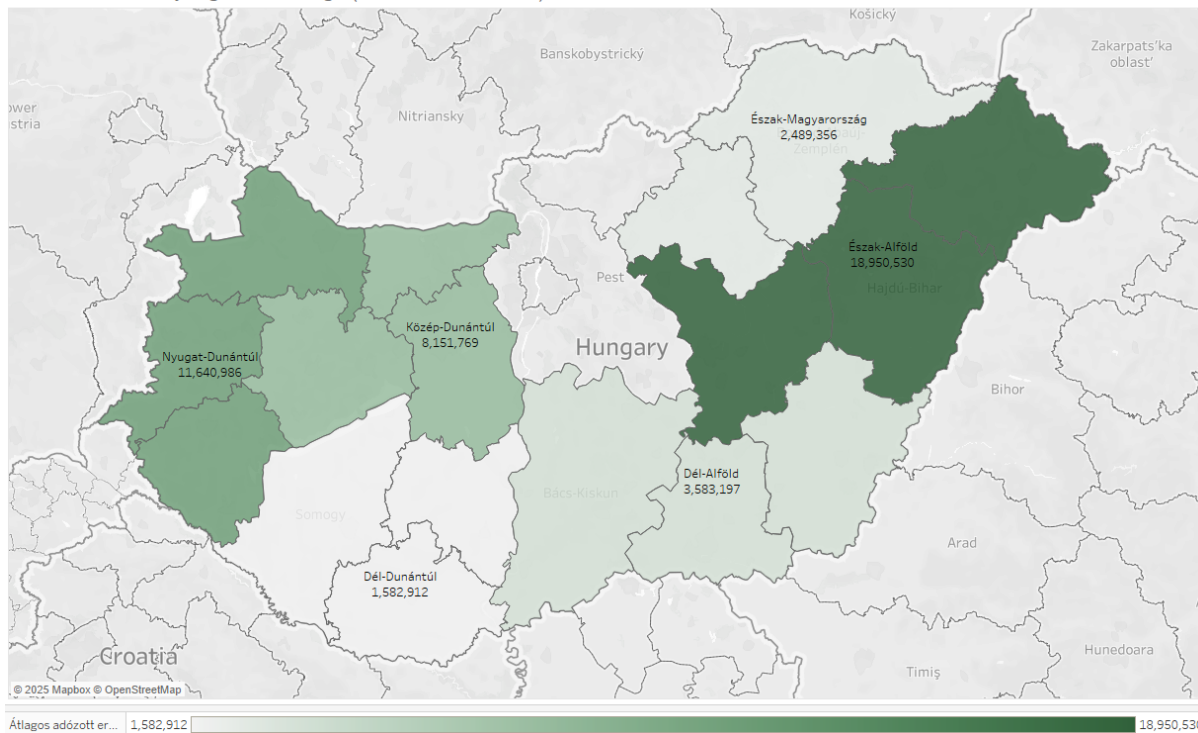 Košický
Banskobystrický
Zakarpats'ka
oblast'
Nitriansky
Észak-Magyarország
2,489,356
Zemplén
Észak-Alföld
18,950,530
Hajdú-Bihar
Pest
Közép-Dunántúl
8,151,769
Hungary
Nyugat-Dunántúl
11,640,986
Bihor
Dél-Alföld
3,583,197
Bács-Kiskun
Somogy
Arad
Dél-Dunántúl
1,582,912
Croatia
Hunedoara
Timiș
© 2025 Mapbox © OpenStreetMap
Átlagos adózott er... 1,582,912 18,950,530